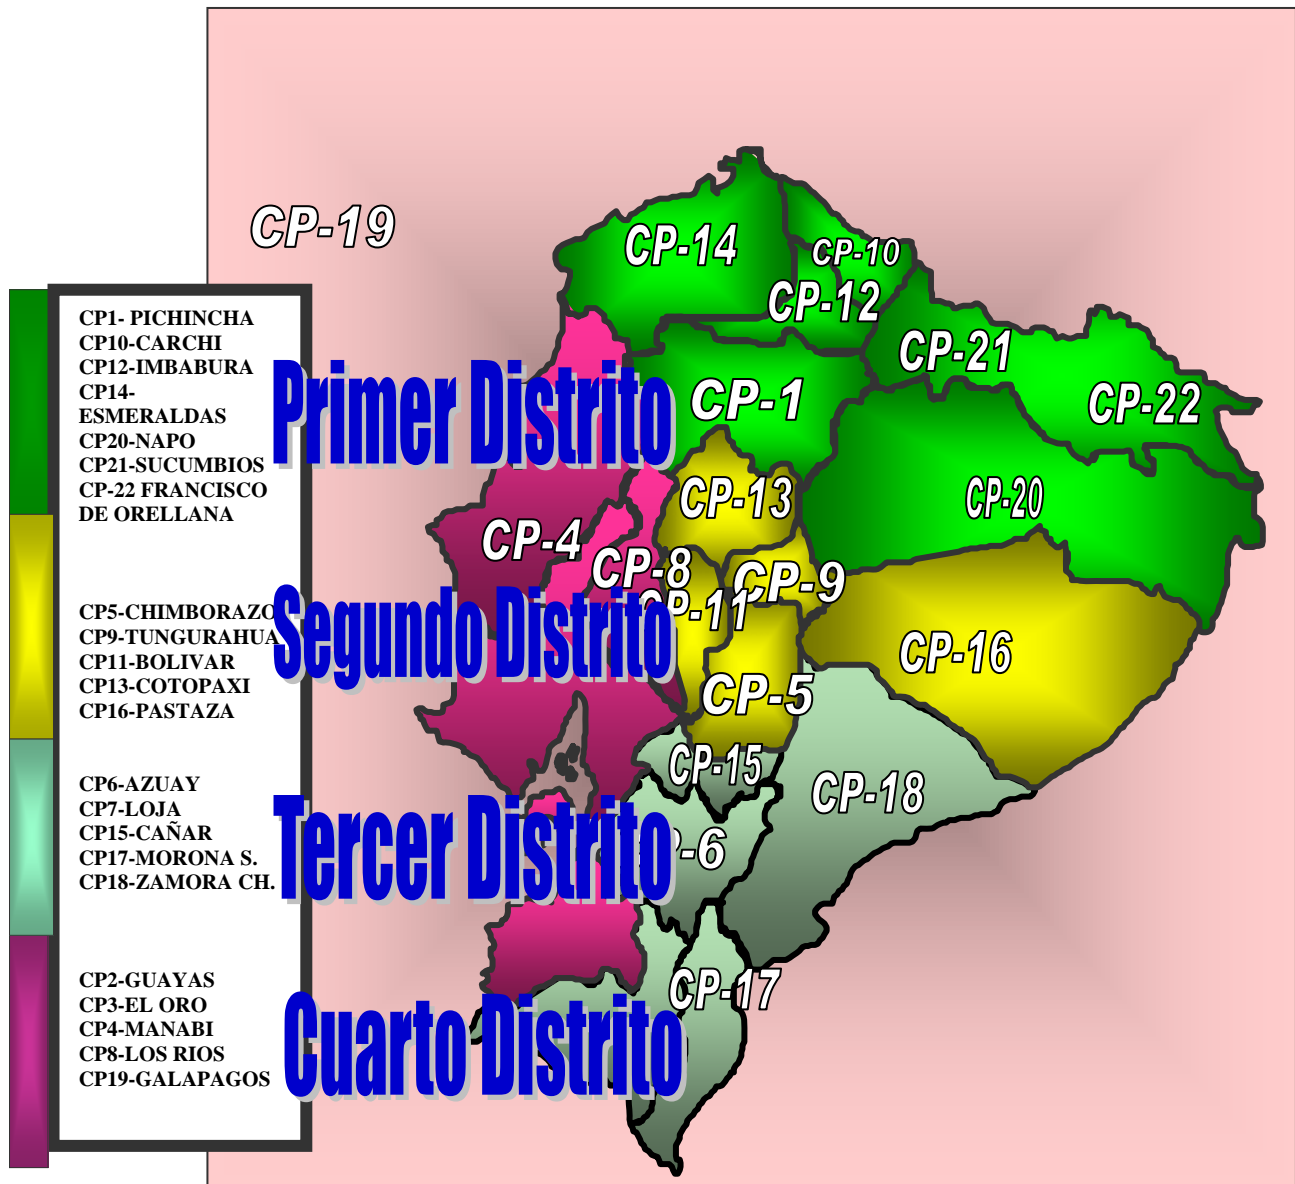 CP-19
CP-14
CP-10
CP-12
CP-21
CP-22
CP-1
CP-13
CP-20
CP-4
CP-8
CP-9
CP-11
CP-16
CP-5
CP-15
CP-18
P-6
CP-17
CP1- PICHINCHA
CP10-CARCHI
CP12-IMBABURA
CP14-
ESMERALDAS
CP20-NAPO
CP21-SUCUMBIOS
CP-22 FRANCISCO
DE ORELLANA
Primer Distrito
CP5-CHIMBORAZO
CP9-TUNGURAHUA
CP11-BOLIVAR
CP13-COTOPAXI
CP16-PASTAZA
Segundo Distrito
CP6-AZUAY
CP7-LOJA
CP15-CAÑAR
CP17-MORONA S.
CP18-ZAMORA CH.
Tercer Distrito
CP2-GUAYAS
CP3-EL ORO
CP4-MANABI
CP8-LOS RIOS
CP19-GALAPAGOS
Cuarto Distrito